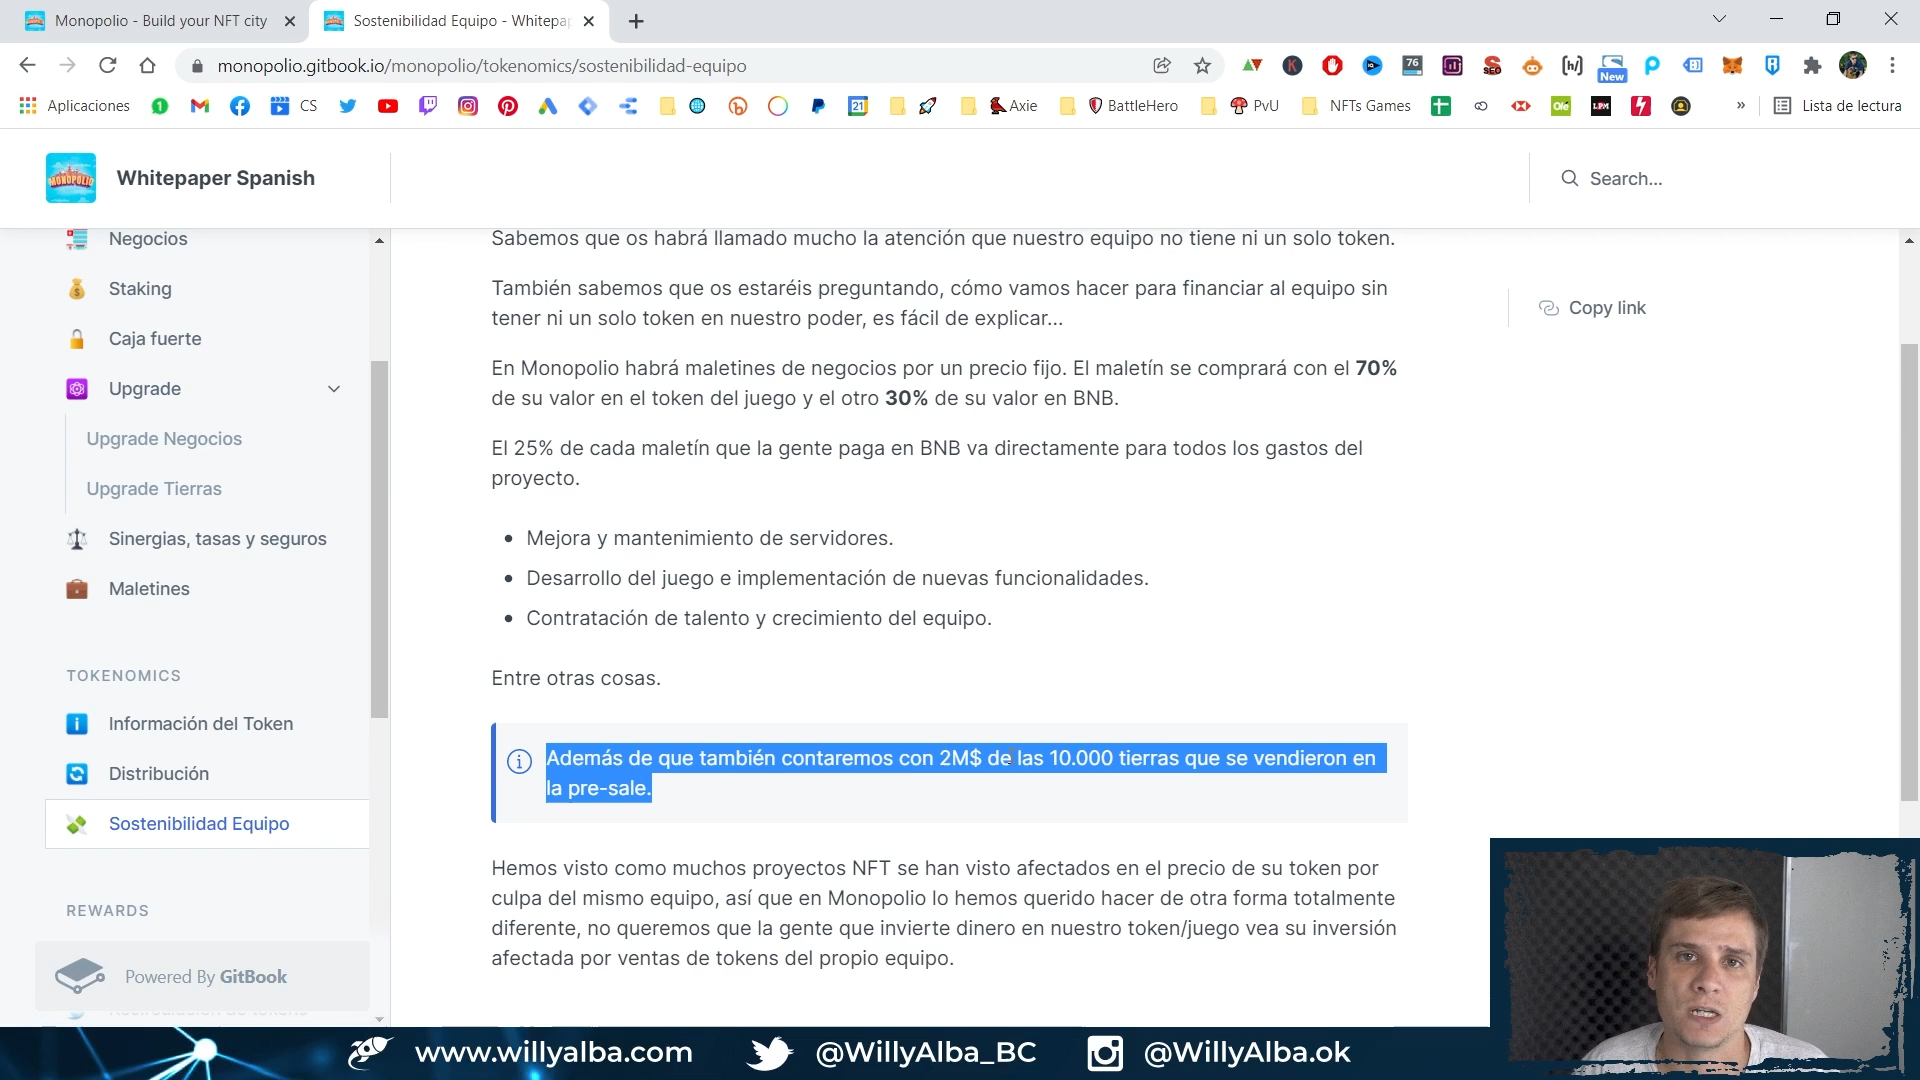 Monopolio - Build your NFT city
Sostenibilidad Equipo - Whitepap
monopolio.gitbook.io/monopolio/tokenomics/sostenibilidad-equipo
76
SEO
New
Aplicaciones
CS
21
Axie
BattleHero
PvU
NFTs Games
Olé
LPM
»
Lista de lectura
MONOPOLIO
Whitepaper Spanish
Search...
Negocios
Staking
Caja fuerte
Upgrade
Upgrade Negocios
Upgrade Tierras
Sinergias, tasas y seguros
Maletines
TOKENOMICS
Información del Token
Distribución
Sostenibilidad Equipo
REWARDS
Powered By GitBook
Sabemos que os habrá llamado mucho la atención que nuestro equipo no tiene ni un solo token.
También sabemos que os estaréis preguntando, cómo vamos hacer para financiar al equipo sin
tener ni un solo token en nuestro poder, es fácil de explicar...
En Monopolio habrá maletines de negocios por un precio fijo. El maletín se comprará con el 70%
de su valor en el token del juego y el otro 30% de su valor en BNB.
El 25% de cada maletín que la gente paga en BNB va directamente para todos los gastos del
proyecto.
• Mejora y mantenimiento de servidores.
• Desarrollo del juego e implementación de nuevas funcionalidades.
• Contratación de talento y crecimiento del equipo.
Entre otras cosas.
Además de que también contaremos con 2M$ de las 10.000 tierras que se vendieron en
la pre-sale.
Hemos visto como muchos proyectos NFT se han visto afectados en el precio de su token por
culpa del mismo equipo, así que en Monopolio lo hemos querido hacer de otra forma totalmente
diferente, no queremos que la gente que invierte dinero en nuestro token/juego vea su inversión
afectada por ventas de tokens del propio equipo.
Copy link
www.willyalba.com
@WillyAlba_BC
@WillyAlba.ok